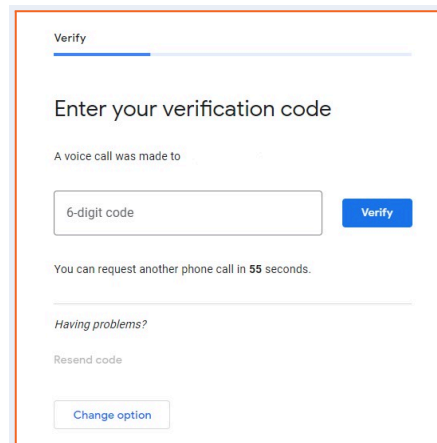 Verify
Enter your verification code
A voice call was made to
6-digit code
Verify
You can request another phone call in 55 seconds.
Having problems?
Resend code
Change option